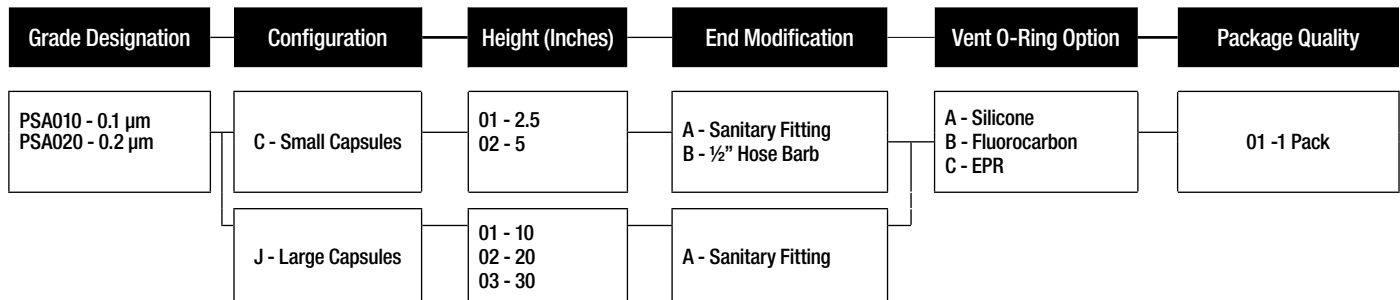 Grade Designation
Configuration
Height (Inches)
End Modification
Vent O-Ring Option
Package Quality
PSA010 - 0.1 µm
PSA020 - 0.2 µm
C - Small Capsules
01 - 2.5
02 - 5
A - Sanitary Fitting
B - ½” Hose Barb
A - Silicone
B - Fluorocarbon
C - EPR
01 -1 Pack
J - Large Capsules
01 - 10
02 - 20
03 - 30
A - Sanitary Fitting